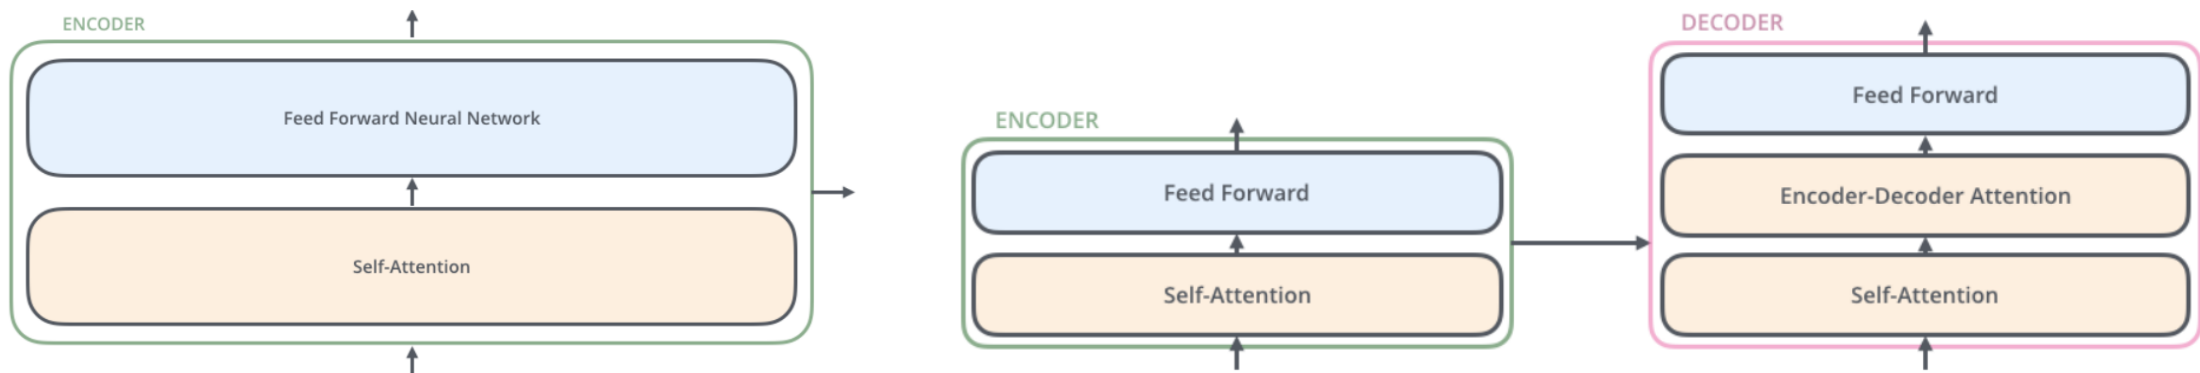 ENCODER
Feed Forward Neural Network
Self-Attention
ENCODER
Feed Forward
Self-Attention
DECODER
Feed Forward
Encoder-Decoder Attention
Self-Attention